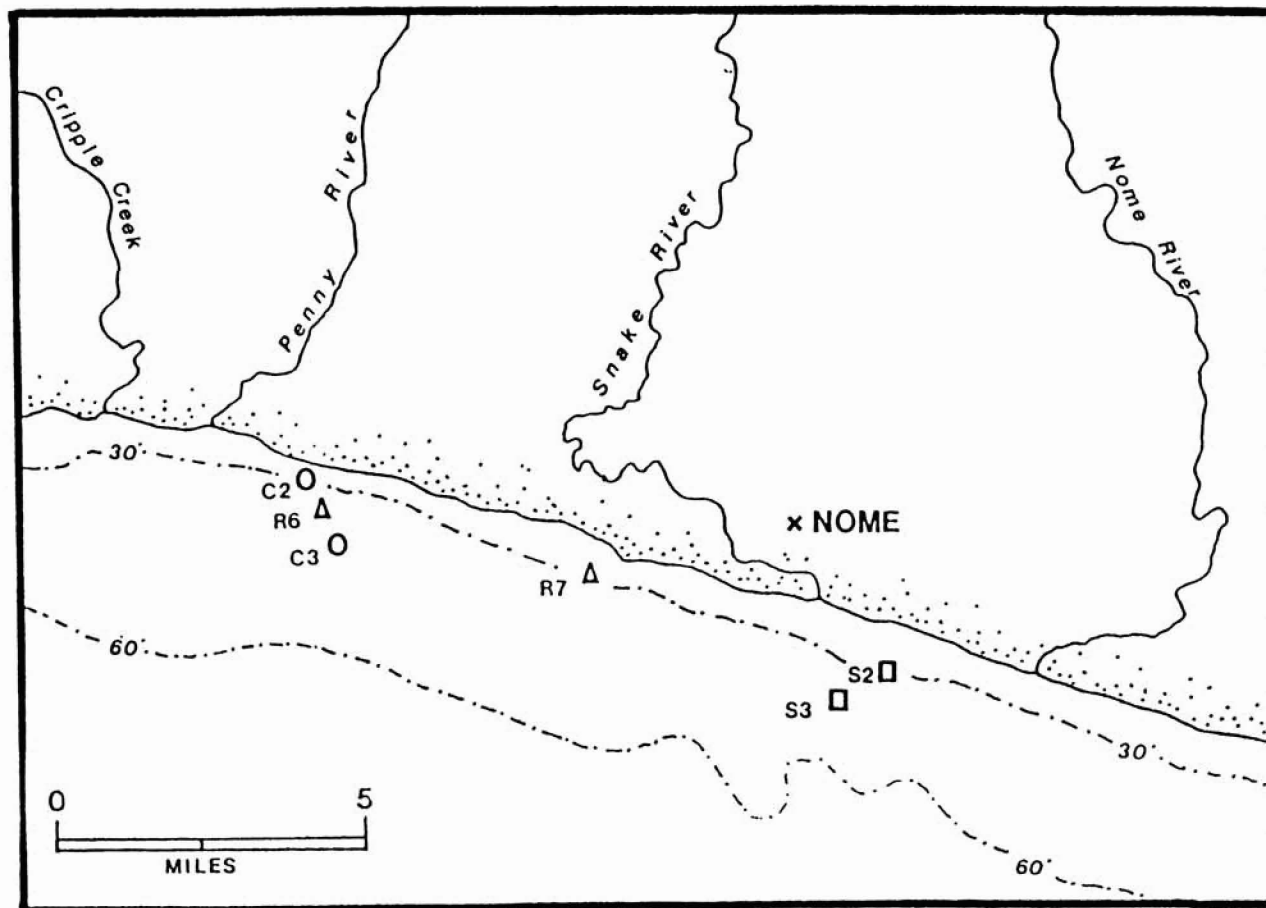 Cripple Creek
Penny River
Snake River
Nome River
30'
C2
R6
C3
R7
× NOME
60'
S2
S3
30'
0 5
MILES
60'